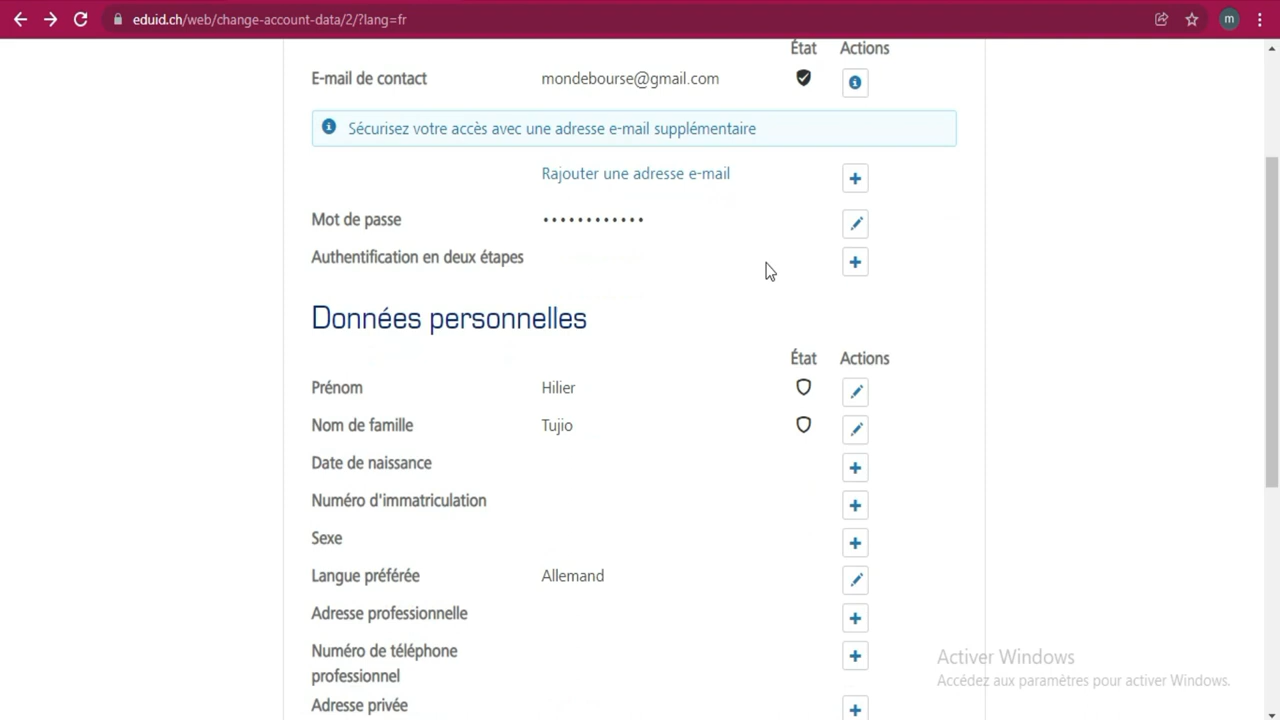 eduid.ch/web/change-account-data/2/?lang=fr
m
État Actions
E-mail de contact mondebourse@gmail.com
Sécurisez votre accès avec une adresse e-mail supplémentaire
Rajouter une adresse e-mail
Mot de passe ••••••••••••
Authentification en deux étapes
Données personnelles
État Actions
Prénom Hilier
Nom de famille Tujio
Date de naissance
Numéro d'immatriculation
Sexe
Langue préférée Allemand
Adresse professionnelle
Numéro de téléphone
professionnel
Adresse privée
Activer Windows
Accédez aux paramètres pour activer Windows.